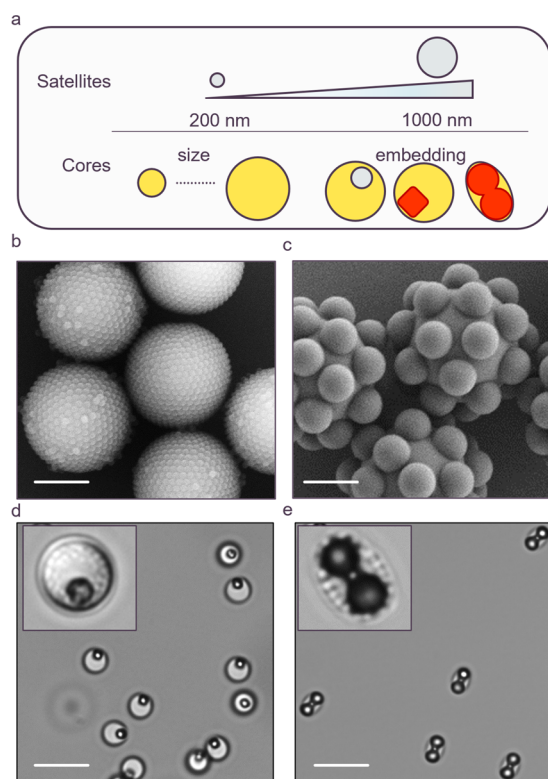 a
Satellites
200 nm
1000 nm
Cores
size
embedding
b
c
d
e